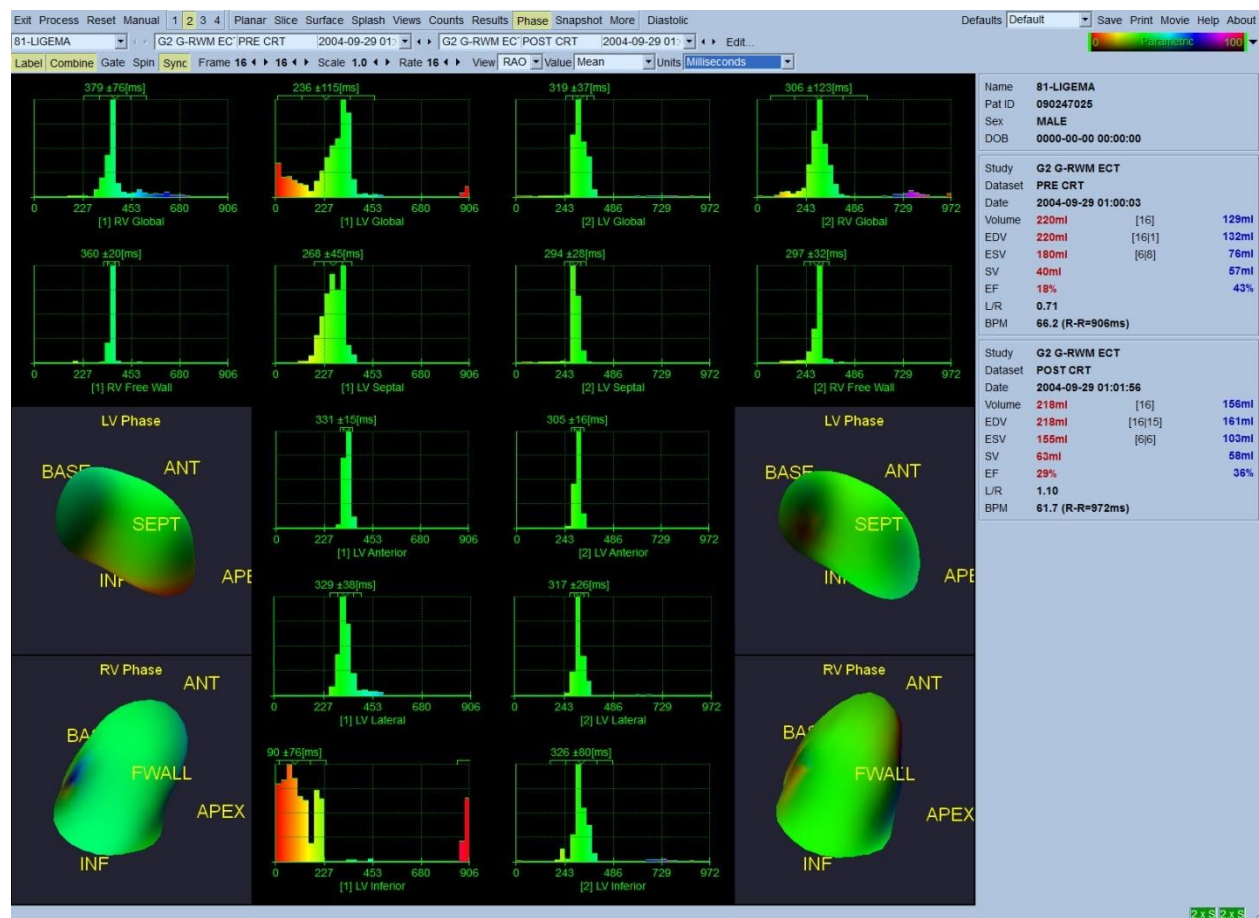 Exit Process Reset Manual 1 2 3 4 Planar Slice Surface Splash Views Counts Results Phase Snapshot More Diastolic Defaults Default Save Print Movie Help About
81-LIGEMA G2 G-RWM EC PRE CRT 2004-09-29 01: G2 G-RWM EC POST CRT 2004-09-29 01: Edit... 0 Parametric 100
Label Combine Gate Spin Sync Frame 16 16 Scale 1.0 Rate 16 View RAO Value Mean Units Milliseconds
379 ±76[ms] 236 ±115[ms] 319 ±37[ms] 306 ±123[ms]
0 227 453 680 906 0 227 453 680 906 0 243 486 729 972 0 243 486 729 972
[1] RV Global [1] LV Global [2] LV Global [2] RV Global
360 ±20[ms] 268 ±45[ms] 294 ±28[ms] 297 ±32[ms]
0 227 453 680 906 0 227 453 680 906 0 243 486 729 972 0 243 486 729 972
[1] RV Free Wall [1] LV Septal [2] LV Septal [2] RV Free Wall
LV Phase
BASE ANT
SEPT
INF APE
331 ±15[ms] 305 ±16[ms]
0 227 453 680 906 0 243 486 729 972
[1] LV Anterior [2] LV Anterior
LV Phase
BASE ANT
SEPT
INF APE
329 ±38[ms] 317 ±26[ms]
0 227 453 680 906 0 243 486 729 972
[1] LV Lateral [2] LV Lateral
RV Phase
ANT
BAS
FWALL
APEX
INF
90 ±76[ms] 326 ±80[ms]
0 227 453 680 906 0 243 486 729 972
[1] LV Inferior [2] LV Inferior
RV Phase
ANT
BAS
FWALL
APEX
INF
Name 81-LIGEMA
Pat ID 090247025
Sex MALE
DOB 0000-00-00 00:00:00
Study G2 G-RWM ECT
Dataset PRE CRT
Date 2004-09-29 01:00:03
Volume 220ml [16] 129ml
EDV 220ml [16|1] 132ml
ESV 180ml [6|8] 76ml
SV 40ml 57ml
EF 18% 43%
L/R 0.71
BPM 66.2 (R-R=906ms)
Study G2 G-RWM ECT
Dataset POST CRT
Date 2004-09-29 01:01:56
Volume 218ml [16] 156ml
EDV 218ml [16|15] 161ml
ESV 155ml [6|6] 103ml
SV 63ml 58ml
EF 29% 36%
L/R 1.10
BPM 61.7 (R-R=972ms)
2 x S 2 x S